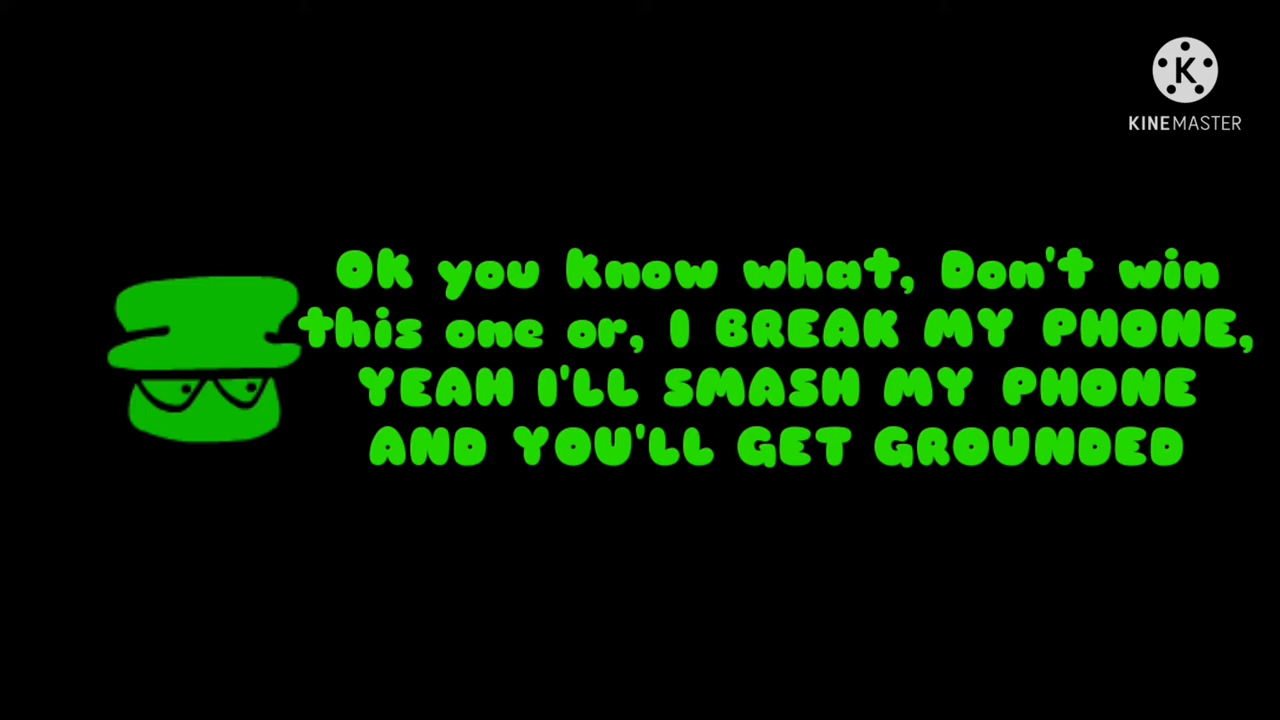 KINEMASTER
Ok you know what, Don't win
this one or, I BREAK MY PHONE,
YEAH I'LL SMASH MY PHONE
AND YOU'LL GET GROUNDED